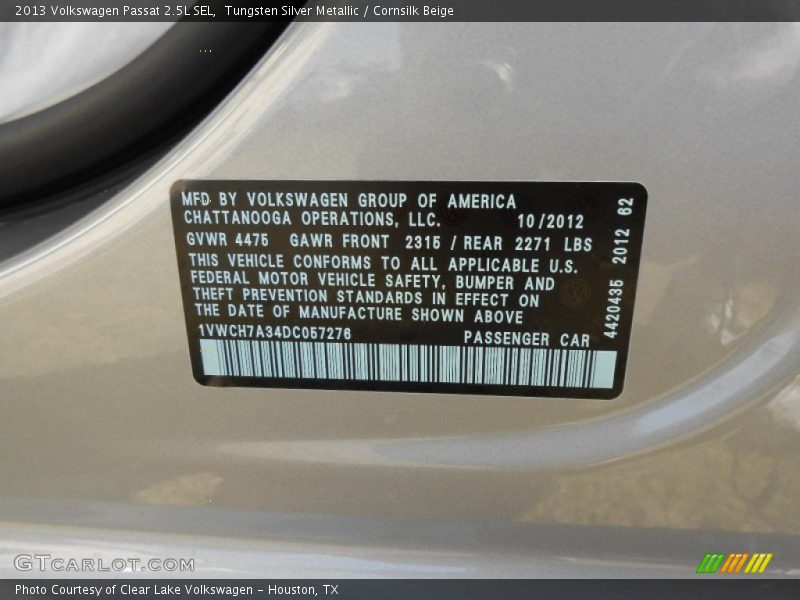 2013 Volkswagen Passat 2.5L SEL, Tungsten Silver Metallic / Cornsilk Beige
MFD BY VOLKSWAGEN GROUP OF AMERICA
CHATTANOOGA OPERATIONS, LLC. 10/2012
GVWR 4475 GAWR FRONT 2315 / REAR 2271 LBS
THIS VEHICLE CONFORMS TO ALL APPLICABLE U.S.
FEDERAL MOTOR VEHICLE SAFETY, BUMPER AND
THEFT PREVENTION STANDARDS IN EFFECT ON
THE DATE OF MANUFACTURE SHOWN ABOVE
1VWCH7A34DC057276 PASSENGER CAR
4420435 2012 62
GTCARLOT.COM
Photo Courtesy of Clear Lake Volkswagen - Houston, TX